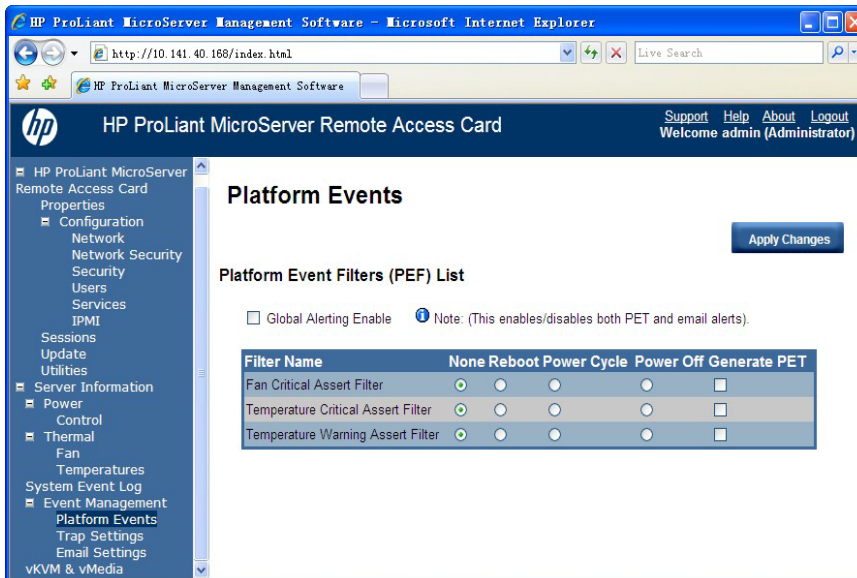 HP ProLiant MicroServer Management Software - Microsoft Internet Explorer
http://10.141.40.168/index.html
Live Search
HP ProLiant MicroServer Management Software
hp
HP ProLiant MicroServer Remote Access Card
Support Help About Logout
Welcome admin (Administrator)
HP ProLiant MicroServer
Remote Access Card
Properties
Configuration
Network
Network Security
Security
Users
Services
IPMI
Sessions
Update
Utilities
Server Information
Power
Control
Thermal
Fan
Temperatures
System Event Log
Event Management
Platform Events
Trap Settings
Email Settings
vKVM & vMedia
Platform Events
Apply Changes
Platform Event Filters (PEF) List
Global Alerting Enable Note: (This enables/disables both PET and email alerts).
Filter Name None Reboot Power Cycle Power Off Generate PET
Fan Critical Assert Filter
Temperature Critical Assert Filter
Temperature Warning Assert Filter